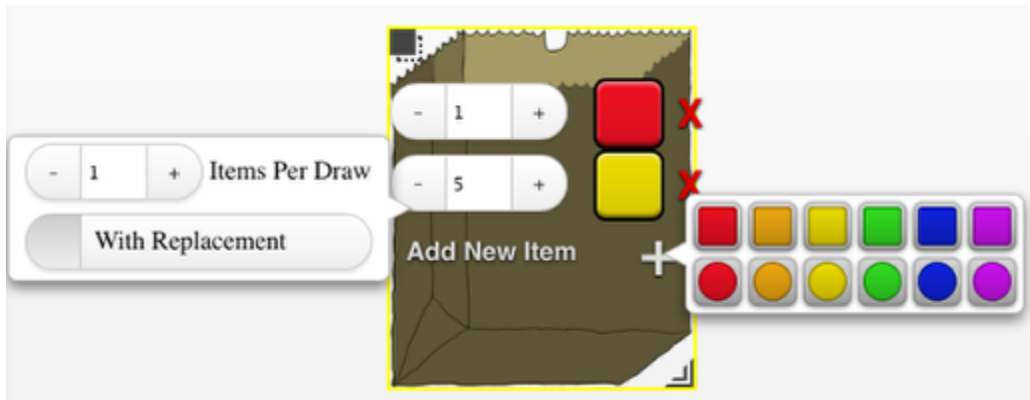 - 1 + Items Per Draw
With Replacement
- 1 +
X
- 5 +
X
Add New Item +